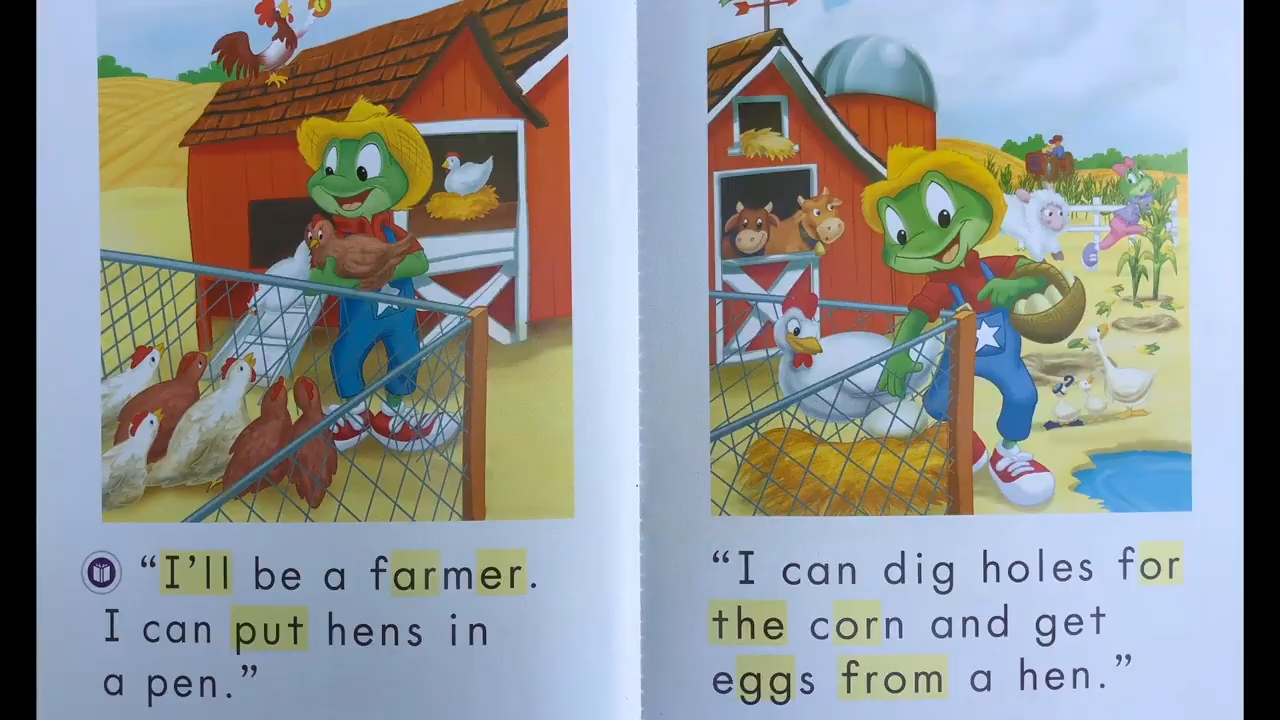 “I’ll be a farmer.
I can put hens in
a pen.”
“I can dig holes for
the corn and get
eggs from a hen.”